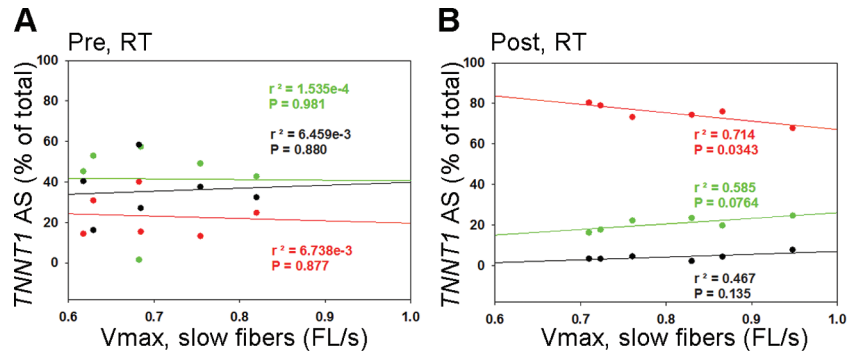 A
Pre, RT
TNNT1 AS (% of total)
100
80
60
40
20
0
r² = 1.535e-4
P = 0.981
r² = 6.459e-3
P = 0.880
r² = 6.738e-3
P = 0.877
0.6 0.7 0.8 0.9 1.0
Vmax, slow fibers (FL/s)
B
Post, RT
TNNT1 AS (% of total)
100
80
60
40
20
0
r² = 0.714
P = 0.0343
r² = 0.585
P = 0.0764
r² = 0.467
P = 0.135
0.6 0.7 0.8 0.9 1.0
Vmax, slow fibers (FL/s)